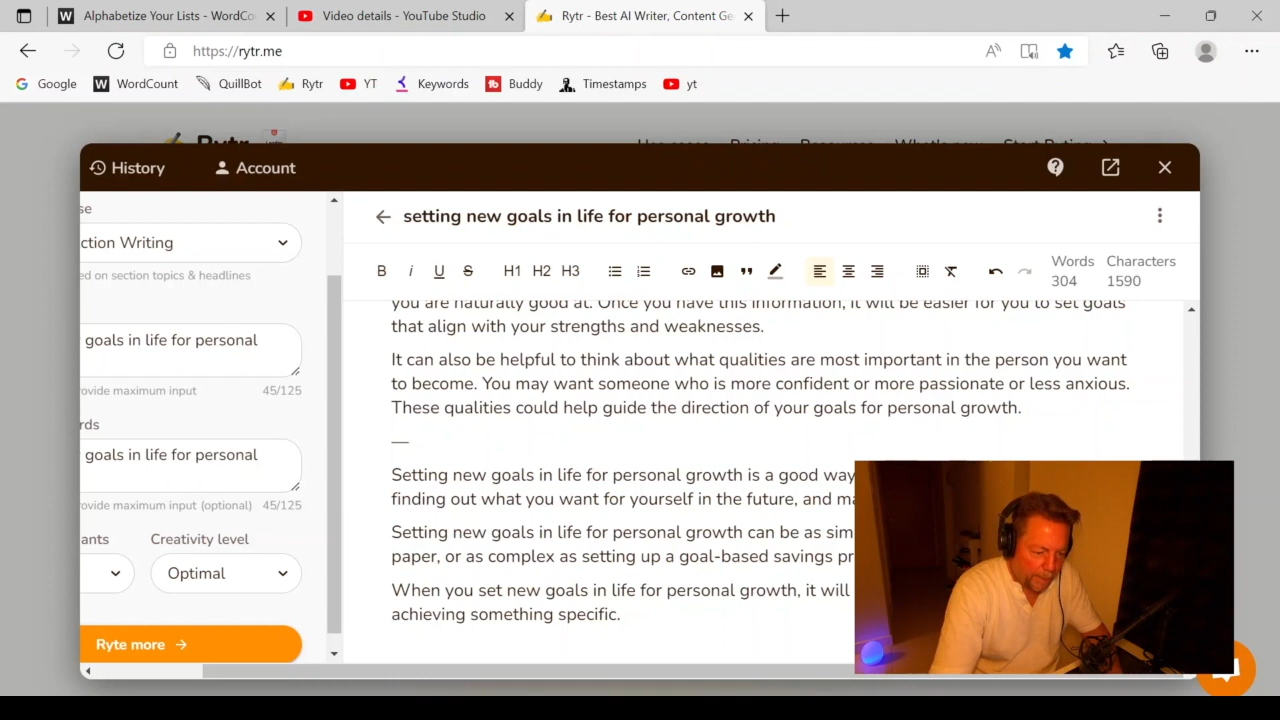 Alphabetize Your Lists - WordCo
Video details - YouTube Studio
Rytr - Best AI Writer, Content Ge
https://rytr.me
Google WordCount QuillBot Rytr YT Keywords Buddy Timestamps yt
Rytr
History Account
setting new goals in life for personal growth
B i U S H1 H2 H3
Words Characters
304 1590
se
ction Writing
ed on section topics & headlines
goals in life for personal
rovide maximum input 45/125
rds
goals in life for personal
rovide maximum input (optional) 45/125
ants Creativity level
Optimal
Ryte more →
you are naturally good at. Once you have this information, it will be easier for you to set goals
that align with your strengths and weaknesses.
It can also be helpful to think about what qualities are most important in the person you want
to become. You may want someone who is more confident or more passionate or less anxious.
These qualities could help guide the direction of your goals for personal growth.
—
Setting new goals in life for personal growth is a good way
finding out what you want for yourself in the future, and ma
Setting new goals in life for personal growth can be as sim
paper, or as complex as setting up a goal-based savings pr
When you set new goals in life for personal growth, it will
achieving something specific.